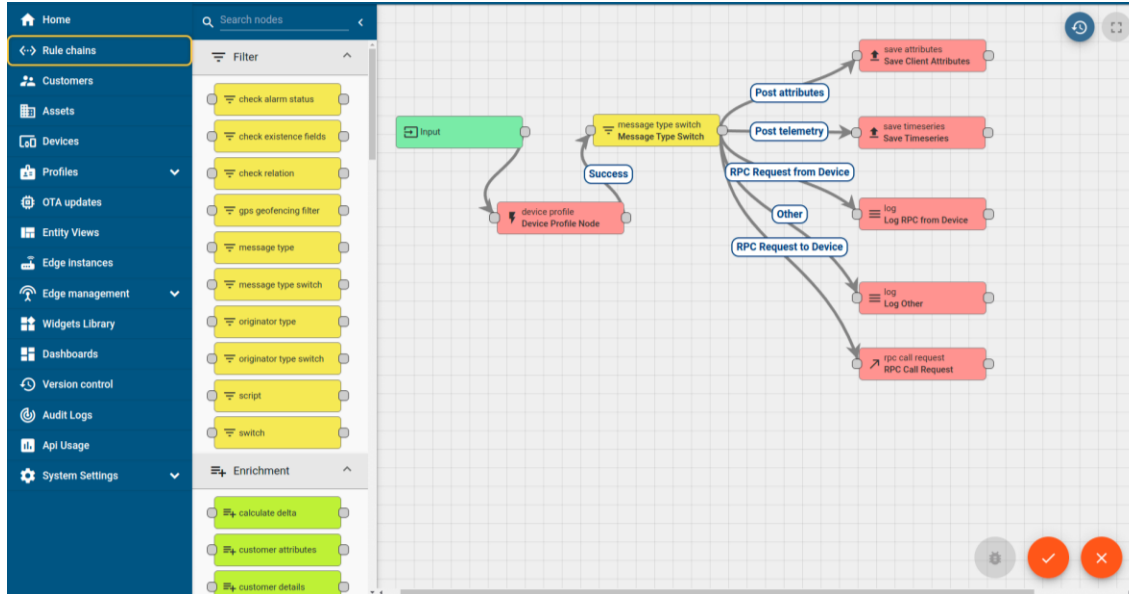 Home
Rule chains
Customers
Assets
Devices
Profiles
OTA updates
Entity Views
Edge instances
Edge management
Widgets Library
Dashboards
Version control
Audit Logs
Api Usage
System Settings
Search nodes
Filter
check alarm status
check existence fields
check relation
gps geofencing filter
message type
message type switch
originator type
originator type switch
script
switch
Enrichment
calculate delta
customer attributes
customer details
Input
device profile
Device Profile Node
Success
message type switch
Message Type Switch
Post attributes
Post telemetry
RPC Request from Device
Other
RPC Request to Device
save attributes
Save Client Attributes
save timeseries
Save Timeseries
log
Log RPC from Device
log
Log Other
rpc call request
RPC Call Request